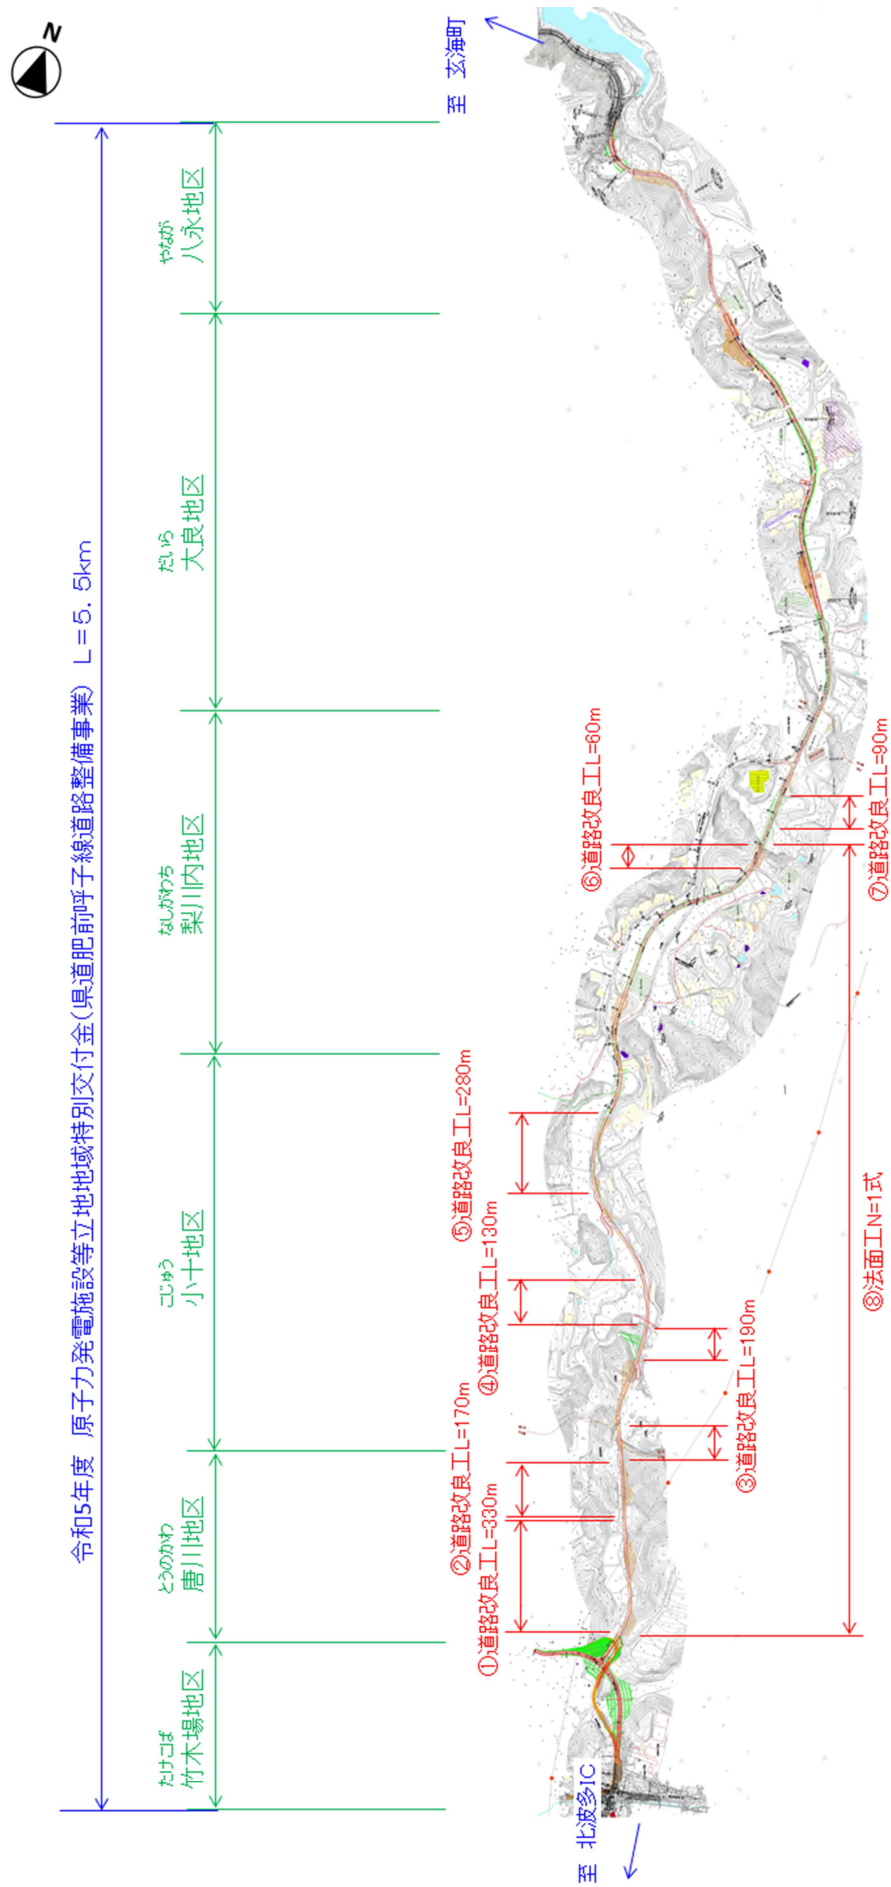 N
令和5年度 原子力発電施設等立地地域特別交付金(県道肥前呼子線道路整備事業) L=5.5km
たけこば
竹木場地区
とうのかわ
唐川地区
こじゅう
小十地区
なしがわち
梨川内地区
だいら
大良地区
やなが
八永地区
至 北波多IC
至 玄海町
①道路改良工L=330m
②道路改良工L=170m
③道路改良工L=190m
④道路改良工L=130m
⑤道路改良工L=280m
⑥道路改良工L=60m
⑦道路改良工L=90m
⑧法面工N=1式